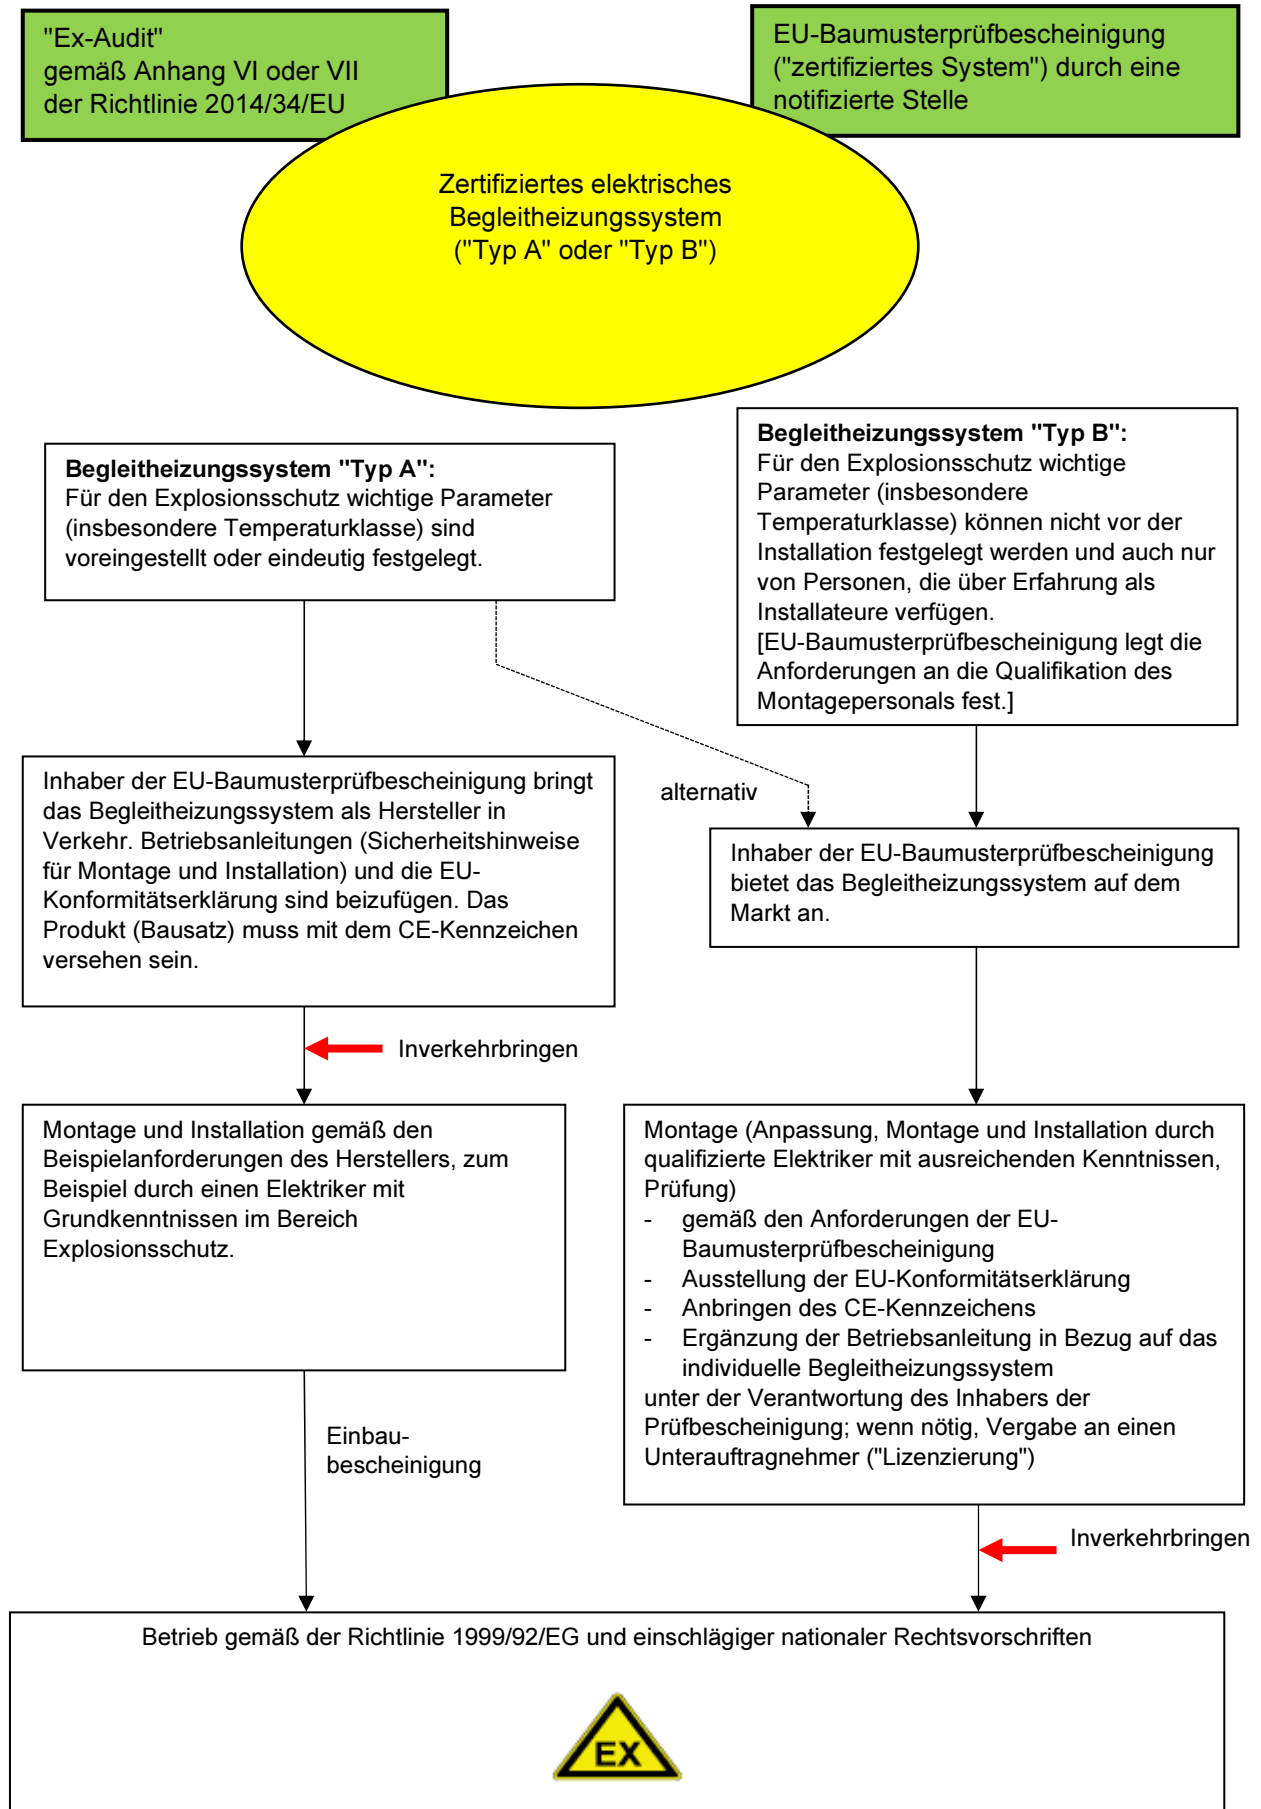 "Ex-Audit"
gemäß Anhang VI oder VII
der Richtlinie 2014/34/EU
EU-Baumusterprüfbescheinigung
("zertifiziertes System") durch eine
notifizierte Stelle
Zertifiziertes elektrisches
Begleitheizungssystem
("Typ A" oder "Typ B")
Begleitheizungssystem "Typ A":
Für den Explosionsschutz wichtige Parameter
(insbesondere Temperaturklasse) sind
voreingestellt oder eindeutig festgelegt.
Begleitheizungssystem "Typ B":
Für den Explosionsschutz wichtige
Parameter (insbesondere
Temperaturklasse) können nicht vor der
Installation festgelegt werden und auch nur
von Personen, die über Erfahrung als
Installateure verfügen.
[EU-Baumusterprüfbescheinigung legt die
Anforderungen an die Qualifikation des
Montagepersonals fest.]
Inhaber der EU-Baumusterprüfbescheinigung bringt
das Begleitheizungssystem als Hersteller in
Verkehr. Betriebsanleitungen (Sicherheitshinweise
für Montage und Installation) und die EU-
Konformitätserklärung sind beizufügen. Das
Produkt (Bausatz) muss mit dem CE-Kennzeichen
versehen sein.
alternativ
Inhaber der EU-Baumusterprüfbescheinigung
bietet das Begleitheizungssystem auf dem
Markt an.
Inverkehrbringen
Montage und Installation gemäß den
Beispielanforderungen des Herstellers, zum
Beispiel durch einen Elektriker mit
Grundkenntnissen im Bereich
Explosionsschutz.
Montage (Anpassung, Montage und Installation durch
qualifizierte Elektriker mit ausreichenden Kenntnissen,
Prüfung)
- gemäß den Anforderungen der EU-
Baumusterprüfbescheinigung
- Ausstellung der EU-Konformitätserklärung
- Anbringen des CE-Kennzeichens
- Ergänzung der Betriebsanleitung in Bezug auf das
individuelle Begleitheizungssystem
unter der Verantwortung des Inhabers der
Prüfbescheinigung; wenn nötig, Vergabe an einen
Unterauftragnehmer ("Lizenzierung")
Einbau-
bescheinigung
Inverkehrbringen
Betrieb gemäß der Richtlinie 1999/92/EG und einschlägiger nationaler Rechtsvorschriften
EX